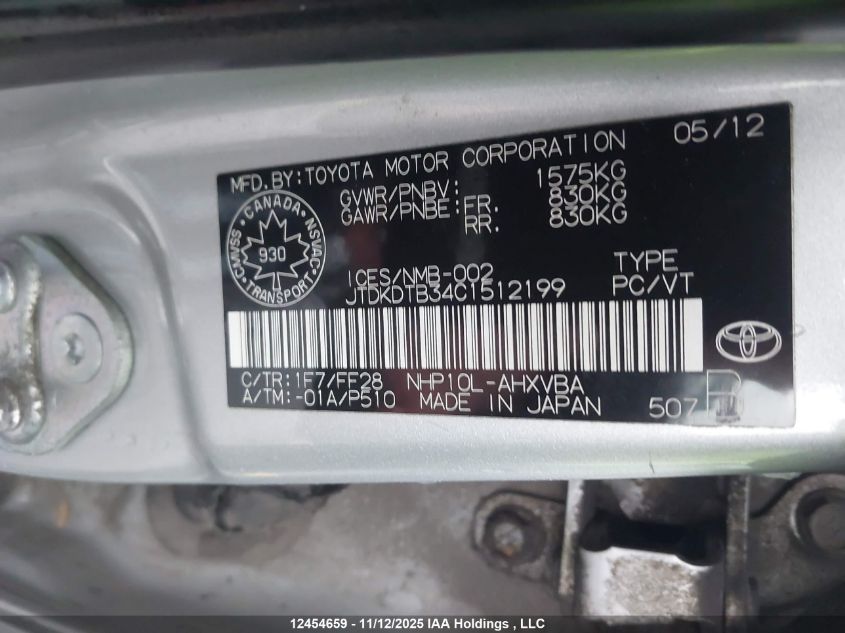 MFD.BY:TOYOTA MOTOR CORPORATION 05/12
GVWR/PNBV: 1575KG
GAWR/PNBE:FR. 830KG
RR. 830KG
CANADA
CMVSS NSVAC
930
TRANSPORT
ICES/NMB-002 TYPE
JTDKDTB34C1512199 PC/VT
C/TR:1F7/FF28 NHP10L-AHXVBA
A/TM:-01A/P510 MADE IN JAPAN 507 B
12454659 - 11/12/2025 IAA Holdings , LLC